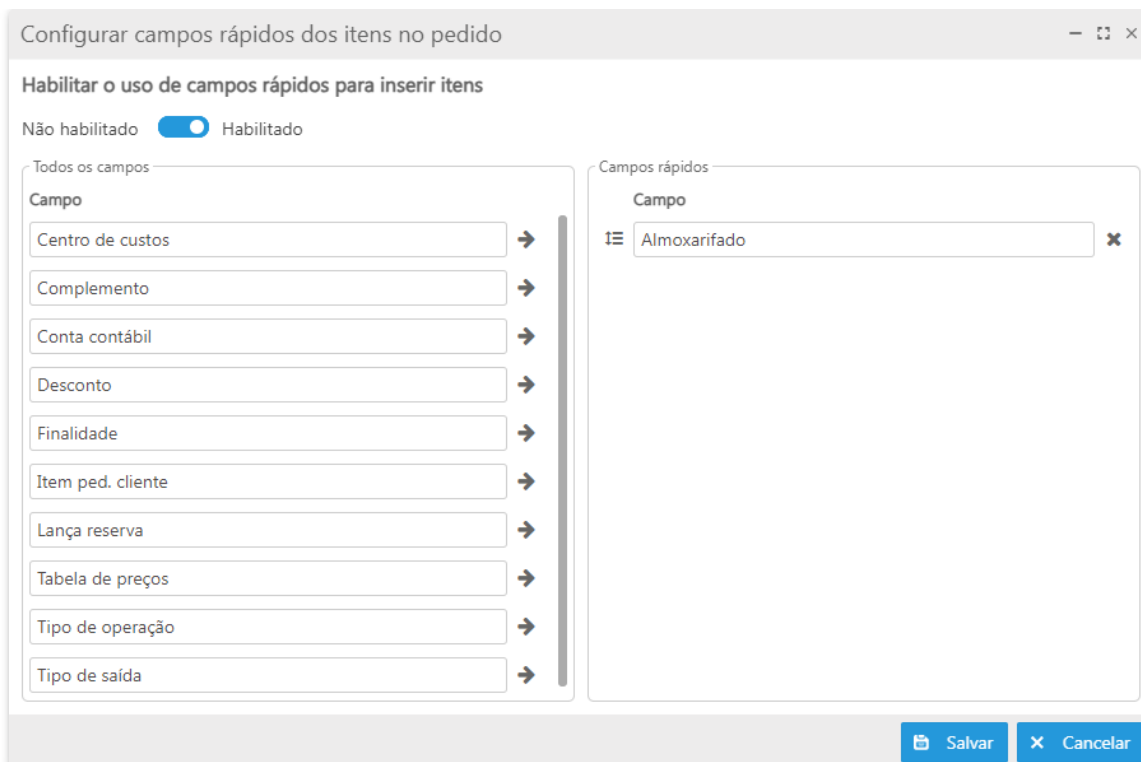 Configurar campos rápidos dos itens no pedido
Habilitar o uso de campos rápidos para inserir itens
Não habilitado Habilitado
Todos os campos
Campo
Centro de custos
Complemento
Conta contábil
Desconto
Finalidade
Item ped. cliente
Lança reserva
Tabela de preços
Tipo de operação
Tipo de saída
Campos rápidos
Campo
Almoxarifado
Salvar
Cancelar